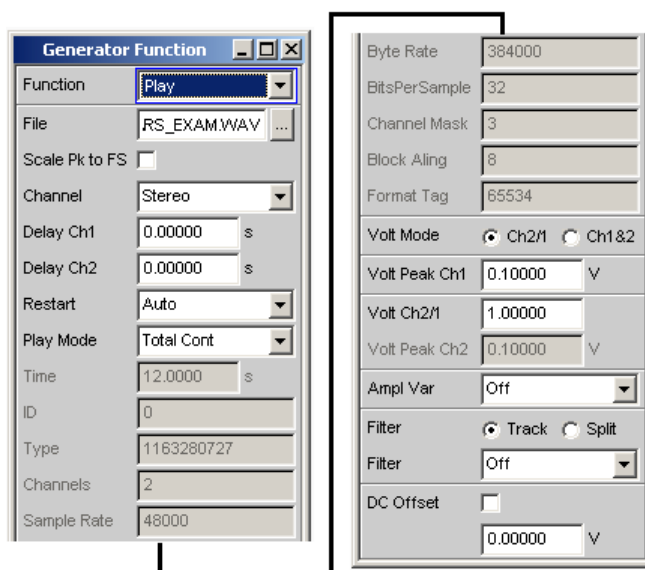 Generator Function
Function Play
File RS_EXAM.WAV ...
Scale Pk to FS
Channel Stereo
Delay Ch1 0.00000 s
Delay Ch2 0.00000 s
Restart Auto
Play Mode Total Cont
Time 12.0000 s
ID 0
Type 1163280727
Channels 2
Sample Rate 48000
Byte Rate 384000
BitsPerSample 32
Channel Mask 3
Block Aling 8
Format Tag 65534
Volt Mode Ch2/1 Ch1&2
Volt Peak Ch1 0.10000 V
Volt Ch2/1 1.00000
Volt Peak Ch2 0.10000 V
Ampl Var Off
Filter Track Split
Filter Off
DC Offset
0.00000 V